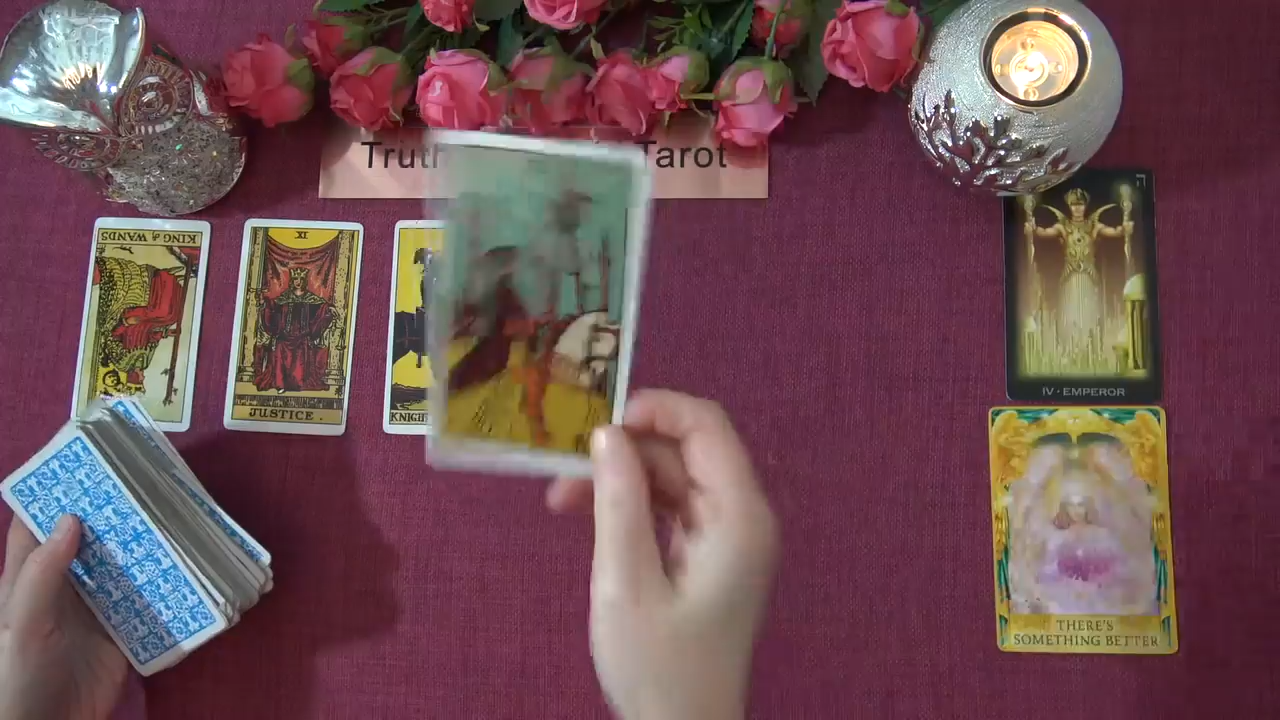 Truth Tarot
KING of WANDS
XI
JUSTICE.
KNIGH
IV · EMPEROR
THERE'S
SOMETHING BETTER